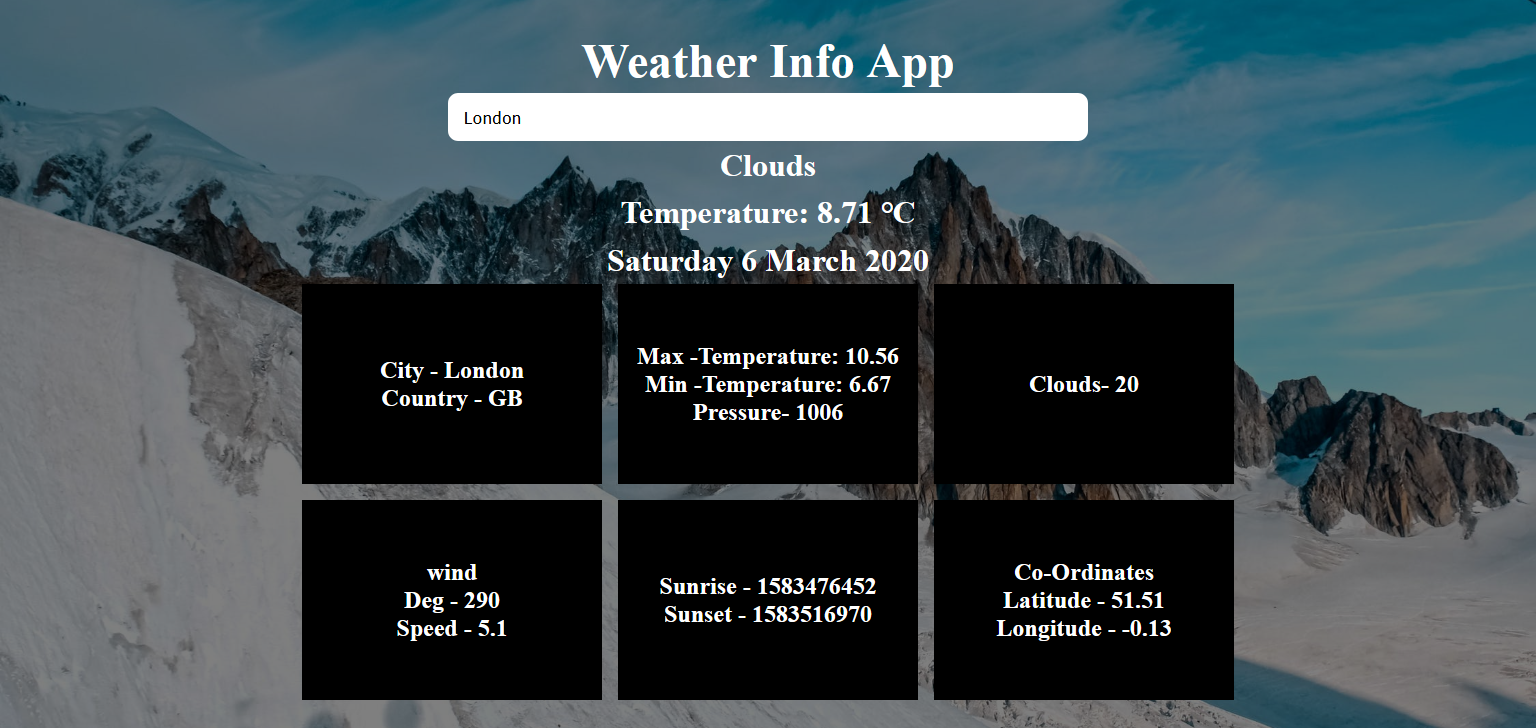 Weather Info App
London
Clouds
Temperature: 8.71 °C
Saturday 6 March 2020
City - London
Country - GB
Max -Temperature: 10.56
Min -Temperature: 6.67
Pressure- 1006
Clouds- 20
wind
Deg - 290
Speed - 5.1
Sunrise - 1583476452
Sunset - 1583516970
Co-Ordinates
Latitude - 51.51
Longitude - -0.13